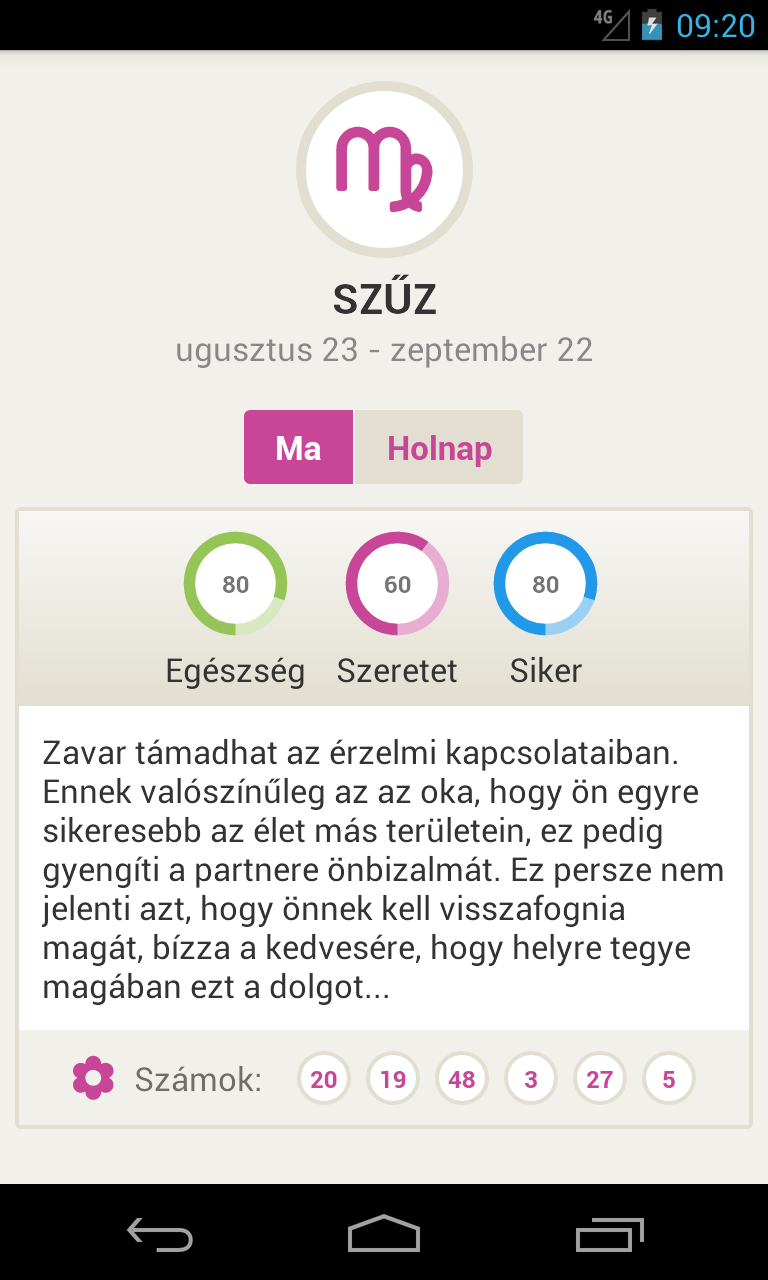 4G 09:20
SZŰZ
ugusztus 23 - zeptember 22
Ma Holnap
80 60 80
Egészség Szeretet Siker
Zavar támadhat az érzelmi kapcsolataiban.
Ennek valószínűleg az az oka, hogy ön egyre
sikeresebb az élet más területein, ez pedig
gyengíti a partnere önbizalmát. Ez persze nem
jelenti azt, hogy önnek kell visszafognia
magát, bízza a kedvesére, hogy helyre tegye
magában ezt a dolgot...
Számok: 20 19 48 3 27 5